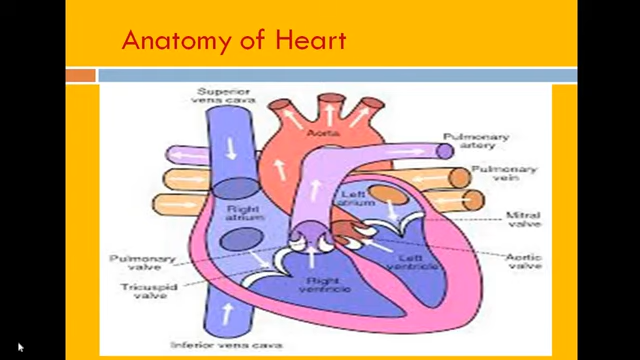 Anatomy of Heart
Superior
vena cava
Aorta
Pulmonary
artery
Pulmonary
vein
Left
atrium
Right
atrium
Mitral
valve
Pulmonary
valve
Left
ventricle
Aortic
valve
Tricuspid
valve
Right
ventricle
Inferior vena cava